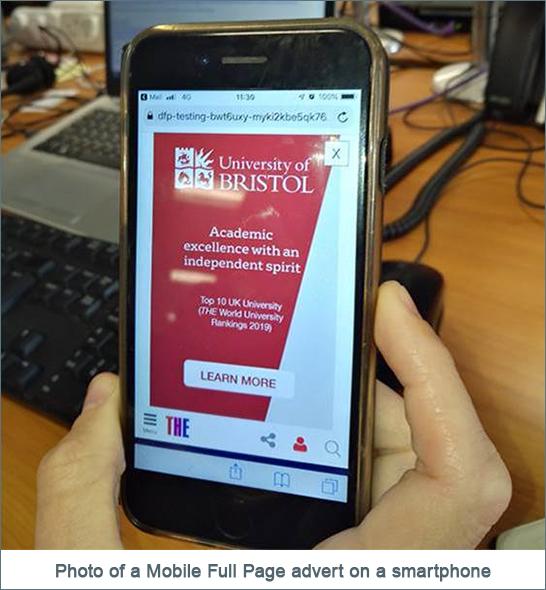 Mail 4G 11:30 100%
dfp-testing-bwt6uxy-myki2kbe5qk76.
X
University of
BRISTOL
Academic
excellence with an
independent spirit
Top 10 UK University
(THE World University
Rankings 2019)
LEARN MORE
Menu
THE
Photo of a Mobile Full Page advert on a smartphone